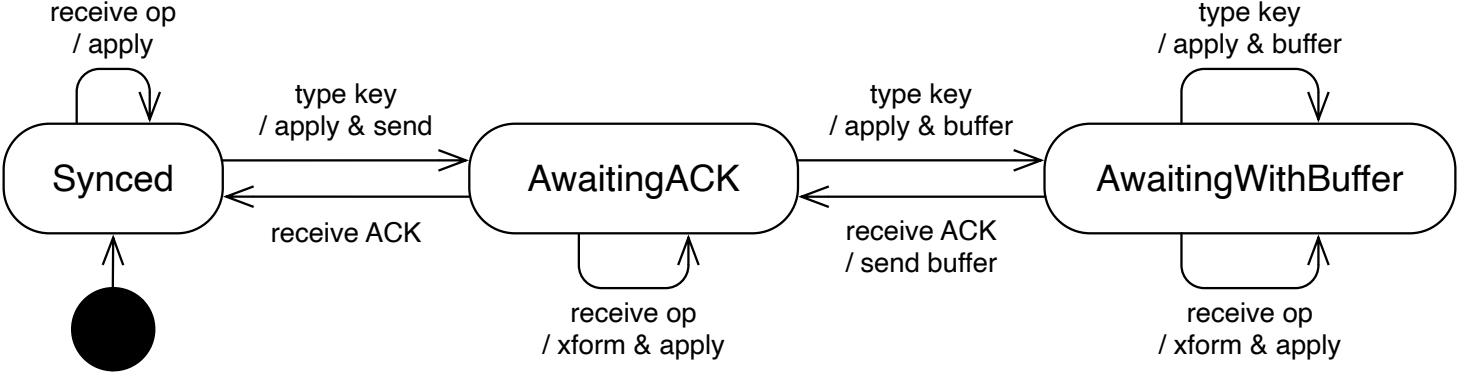 receive op
/ apply
type key
/ apply & send
type key
/ apply & buffer
type key
/ apply & buffer
Synced
AwaitingACK
AwaitingWithBuffer
receive ACK
receive ACK
/ send buffer
receive op
/ xform & apply
receive op
/ xform & apply